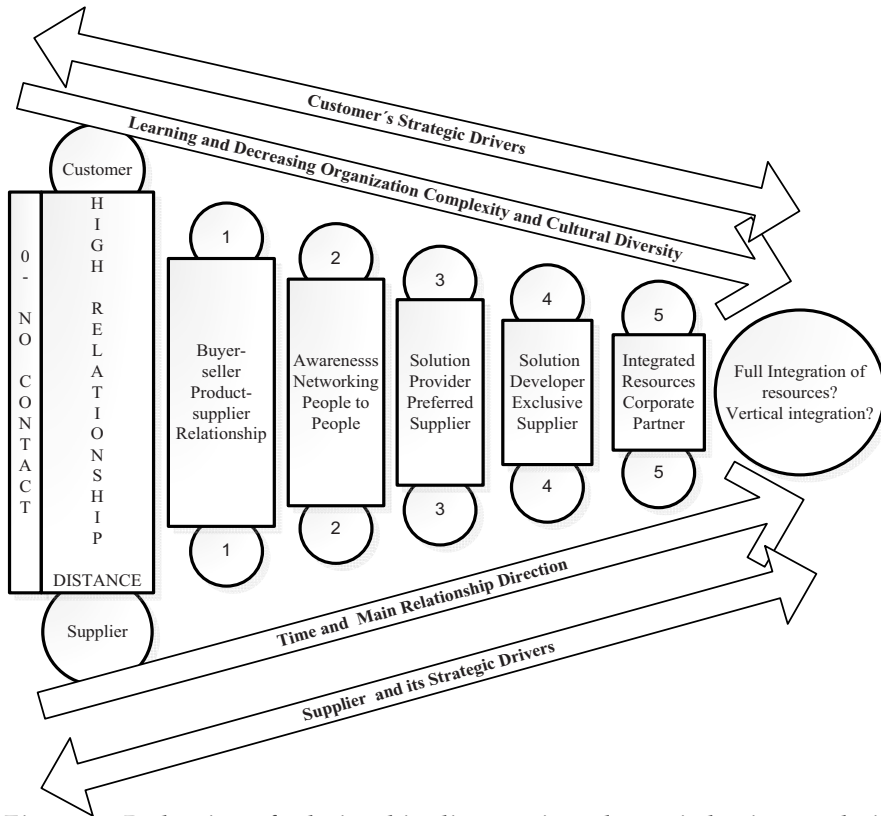 Customer´s Strategic Drivers
Learning and Decreasing Organization Complexity and Cultural Diversity
Customer
0 - NO CONTACT
HIGH RELATIONSHIP
DISTANCE
Supplier
1
Buyer-
seller
Product-
supplier
Relationship
1
2
Awarenesss
Networking
People to
People
2
3
Solution
Provider
Preferred
Supplier
3
4
Solution
Developer
Exclusive
Supplier
4
5
Integrated
Resources
Corporate
Partner
5
Full Integration of
resources?
Vertical integration?
Time and Main Relationship Direction
Supplier and its Strategic Drivers